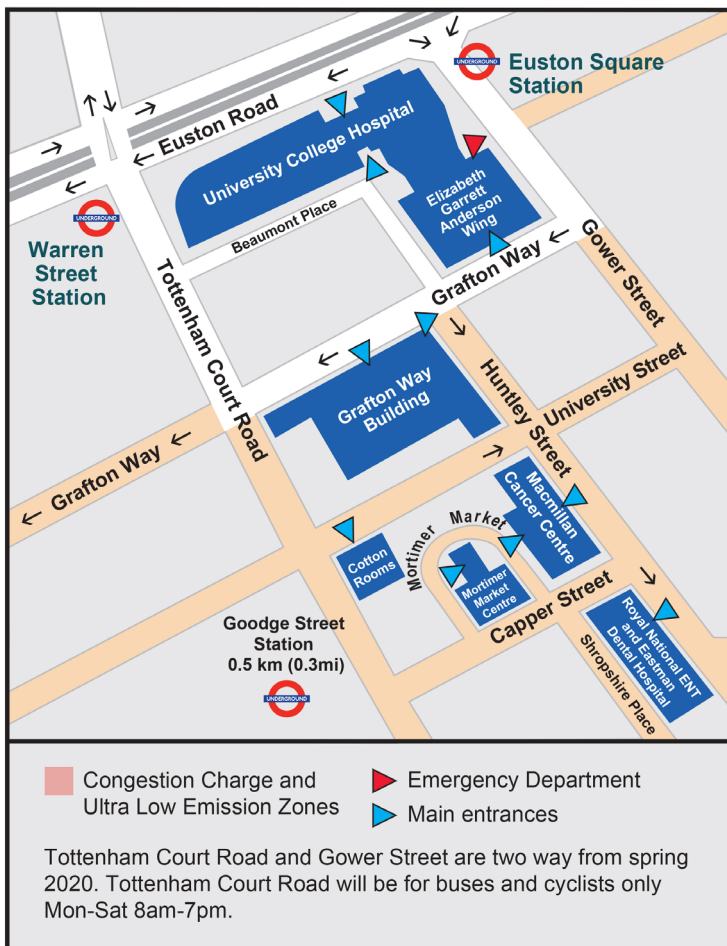 UNDERGROUND
Euston Square
Station
Euston Road
University College Hospital
Elizabeth
Garrett
Anderson
Wing
UNDERGROUND
Warren
Street
Station
Beaumont Place
Tottenham Court Road
Grafton Way
Gower Street
Huntley Street
University Street
Grafton Way
Building
Grafton Way
Macmillan
Cancer Centre
Mortimer Market
Cotton
Rooms
Mortimer
Market
Centre
Capper Street
Royal National ENT
and Eastman
Dental Hospital
Shropshire Place
Goodge Street
Station
0.5 km (0.3mi)
UNDERGROUND
Congestion Charge and
Ultra Low Emission Zones
Emergency Department
Main entrances
Tottenham Court Road and Gower Street are two way from spring
2020. Tottenham Court Road will be for buses and cyclists only
Mon-Sat 8am-7pm.